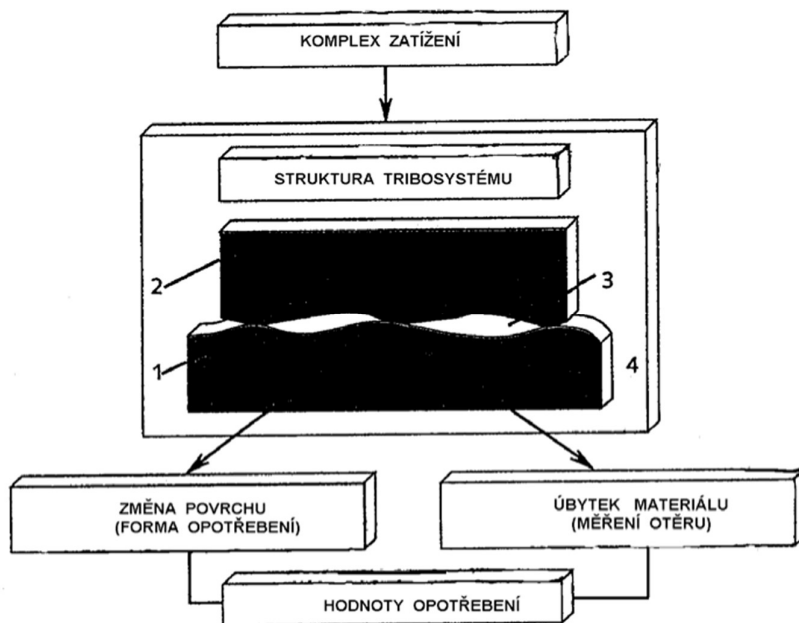 KOMPLEX ZATÍŽENÍ
STRUKTURA TRIBOSYSTÉMU
2
3
1
4
ZMĚNA POVRCHU
(FORMA OPOTŘEBENÍ)
ÚBYTEK MATERIÁLU
(MĚŘENÍ OTĚRU)
HODNOTY OPOTŘEBENÍ